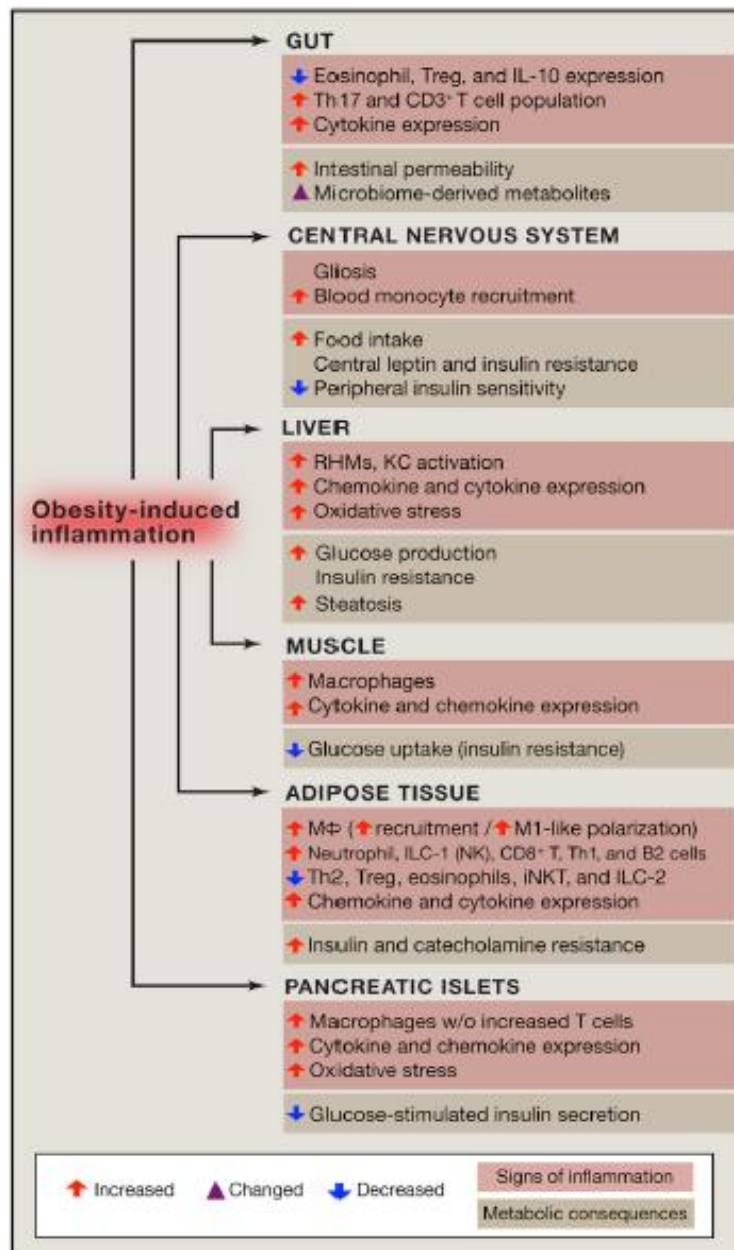 GUT
Eosinophil, Treg, and IL-10 expression
Th17 and CD3⁺ T cell population
Cytokine expression
Intestinal permeability
Microbiome-derived metabolites
CENTRAL NERVOUS SYSTEM
Gliosis
Blood monocyte recruitment
Food intake
Central leptin and insulin resistance
Peripheral insulin sensitivity
LIVER
RHMs, KC activation
Chemokine and cytokine expression
Oxidative stress
Obesity-induced
inflammation
Glucose production
Insulin resistance
Steatosis
MUSCLE
Macrophages
Cytokine and chemokine expression
Glucose uptake (insulin resistance)
ADIPOSE TISSUE
MΦ (↑recruitment /↑M1-like polarization)
Neutrophil, ILC-1 (NK), CD8⁺ T, Th1, and B2 cells
Th2, Treg, eosinophils, iNKT, and ILC-2
Chemokine and cytokine expression
Insulin and catecholamine resistance
PANCREATIC ISLETS
Macrophages w/o increased T cells
Cytokine and chemokine expression
Oxidative stress
Glucose-stimulated insulin secretion
Increased Changed Decreased
Signs of inflammation
Metabolic consequences